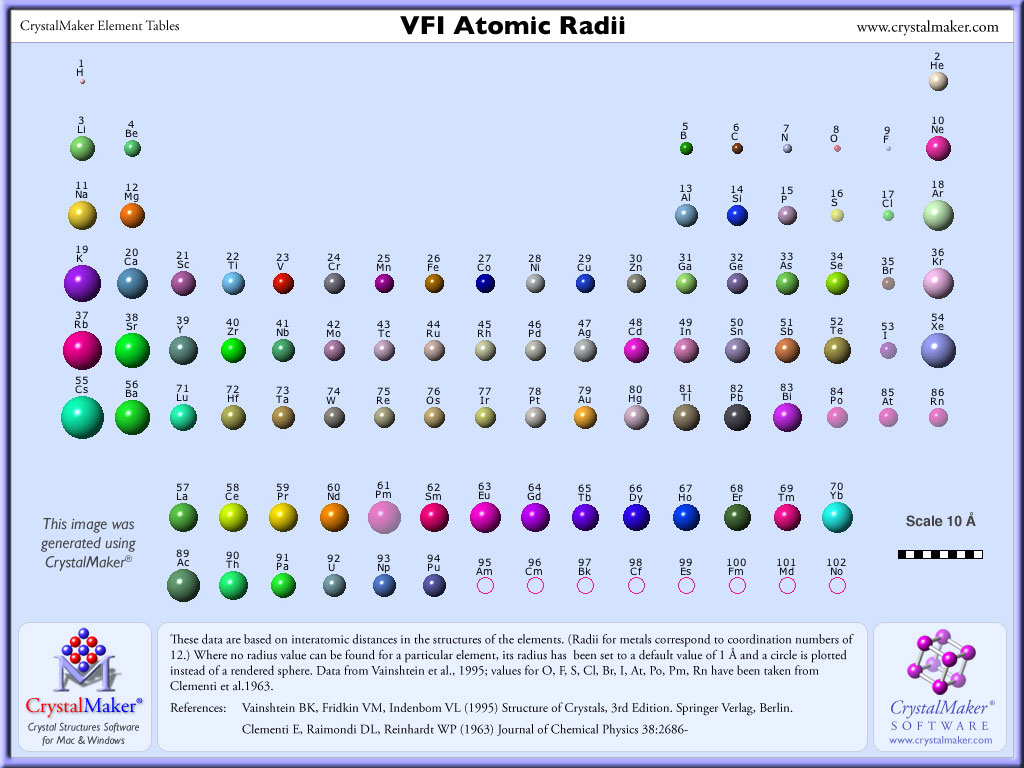 CrystalMaker Element Tables
VFI Atomic Radii
www.crystalmaker.com
1 2
H He
3 4 5 6 7 8 9 10
Li Be B C N O F Ne
11 12 13 14 15 16 17 18
Na Mg Al Si P S Cl Ar
19 20 21 22 23 24 25 26 27 28 29 30 31 32 33 34 35 36
K Ca Sc Ti V Cr Mn Fe Co Ni Cu Zn Ga Ge As Se Br Kr
37 38 39 40 41 42 43 44 45 46 47 48 49 50 51 52 53 54
Rb Sr Y Zr Nb Mo Tc Ru Rh Pd Ag Cd In Sn Sb Te I Xe
55 56 71 72 73 74 75 76 77 78 79 80 81 82 83 84 85 86
Cs Ba Lu Hf Ta W Re Os Ir Pt Au Hg Tl Pb Bi Po At Rn
57 58 59 60 61 62 63 64 65 66 67 68 69 70
La Ce Pr Nd Pm Sm Eu Gd Tb Dy Ho Er Tm Yb
89 90 91 92 93 94 95 96 97 98 99 100 101 102
Ac Th Pa U Np Pu Am Cm Bk Cf Es Fm Md No
This image was
generated using
CrystalMaker®
Scale 10 Å
These data are based on interatomic distances in the structures of the elements. (Radii for metals correspond to coordination numbers of
12.) Where no radius value can be found for a particular element, its radius has been set to a default value of 1 Å and a circle is plotted
instead of a rendered sphere. Data from Vainshtein et al., 1995; values for O, F, S, Cl, Br, I, At, Po, Pm, Rn have been taken from
Clementi et al.1963.
References: Vainshtein BK, Fridkin VM, Indenbom VL (1995) Structure of Crystals, 3rd Edition. Springer Verlag, Berlin.
Clementi E, Raimondi DL, Reinhardt WP (1963) Journal of Chemical Physics 38:2686-
M
CrystalMaker®
Crystal Structures Software
for Mac & Windows
CrystalMaker®
SOFTWARE
www.crystalmaker.com